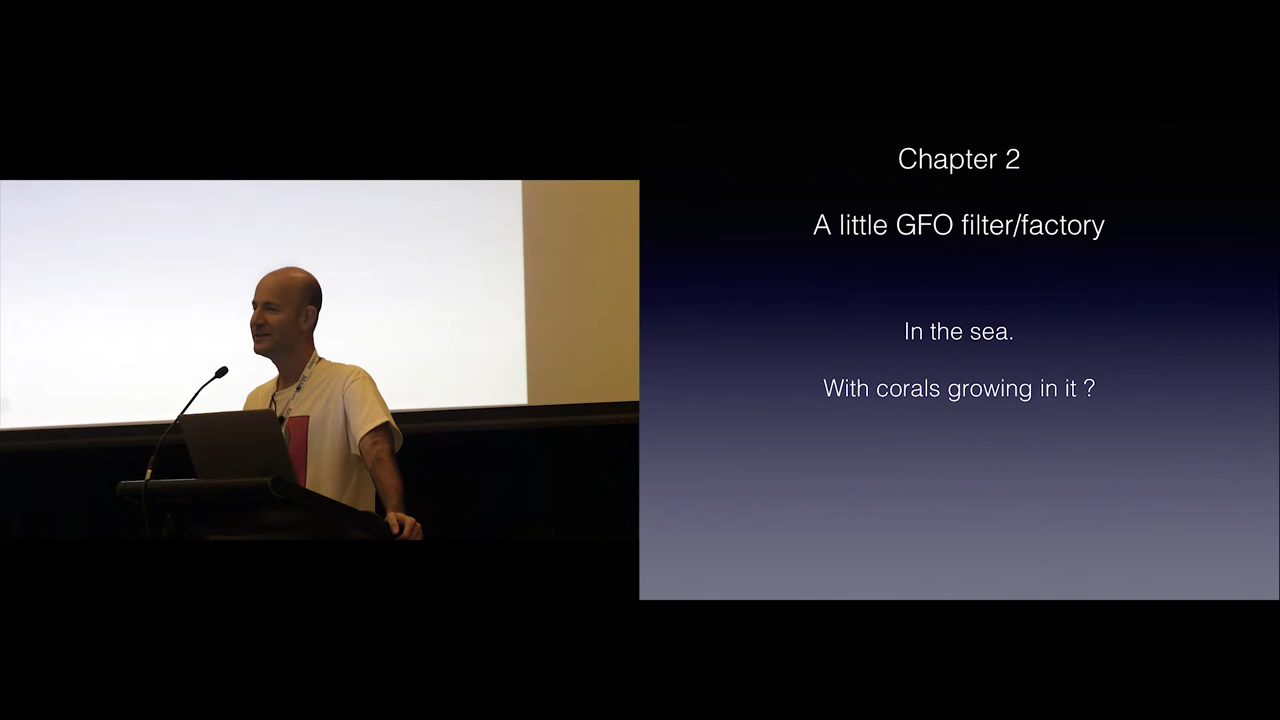 Chapter 2
A little GFO filter/factory
In the sea.
With corals growing in it ?